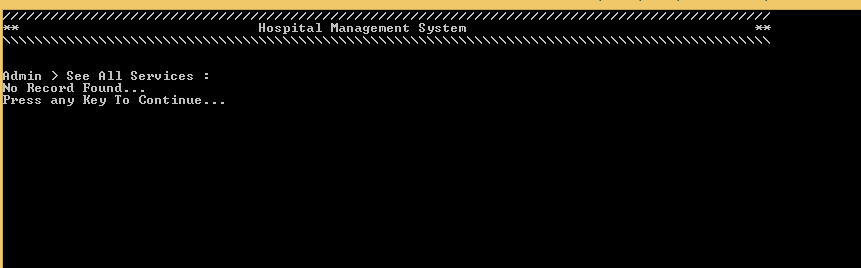 ////////////////////////////////////////////////////////////////////////////////////////////////
** Hospital Management System **
\\\\\\\\\\\\\\\\\\\\\\\\\\\\\\\\\\\\\\\\\\\\\\\\\\\\\\\\\\\\\\\\\\\\\\\\\\\\\\\\\\\\\\\\\\\\\\\\
Admin > See All Services :
No Record Found...
Press any Key To Continue...